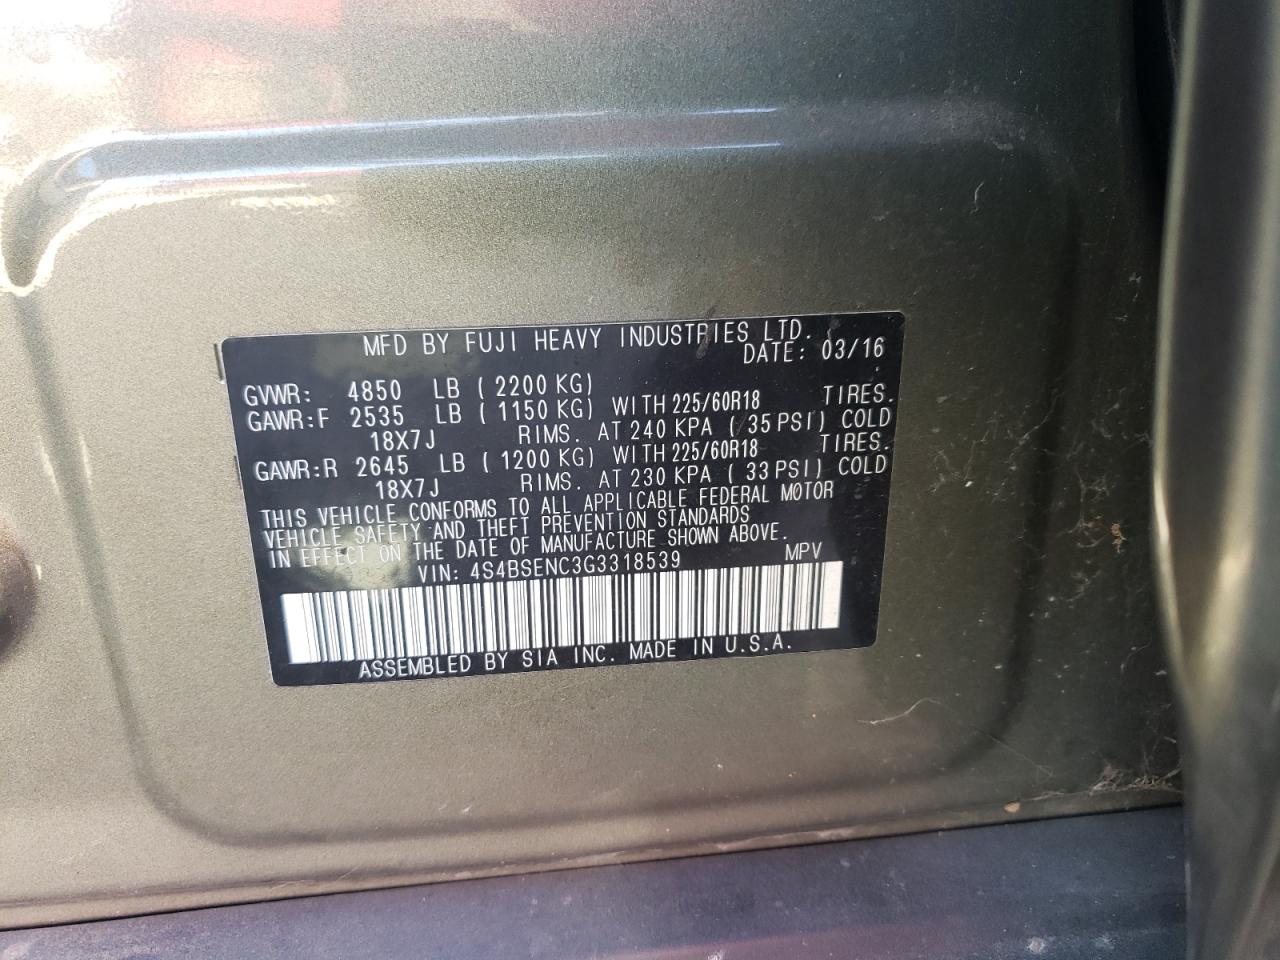 MFD BY FUJI HEAVY INDUSTRIES LTD.
DATE: 03/16
GVWR: 4850 LB ( 2200 KG)
GAWR:F 2535 LB ( 1150 KG) WITH 225/60R18 TIRES.
18X7J RIMS. AT 240 KPA ( 35 PSI) COLD
GAWR:R 2645 LB ( 1200 KG) WITH 225/60R18 TIRES.
18X7J RIMS. AT 230 KPA ( 33 PSI) COLD
THIS VEHICLE CONFORMS TO ALL APPLICABLE FEDERAL MOTOR
VEHICLE SAFETY AND THEFT PREVENTION STANDARDS
IN EFFECT ON THE DATE OF MANUFACTURE SHOWN ABOVE.
VIN: 4S4BSENC3G3318539 MPV
ASSEMBLED BY SIA INC. MADE IN U.S.A.